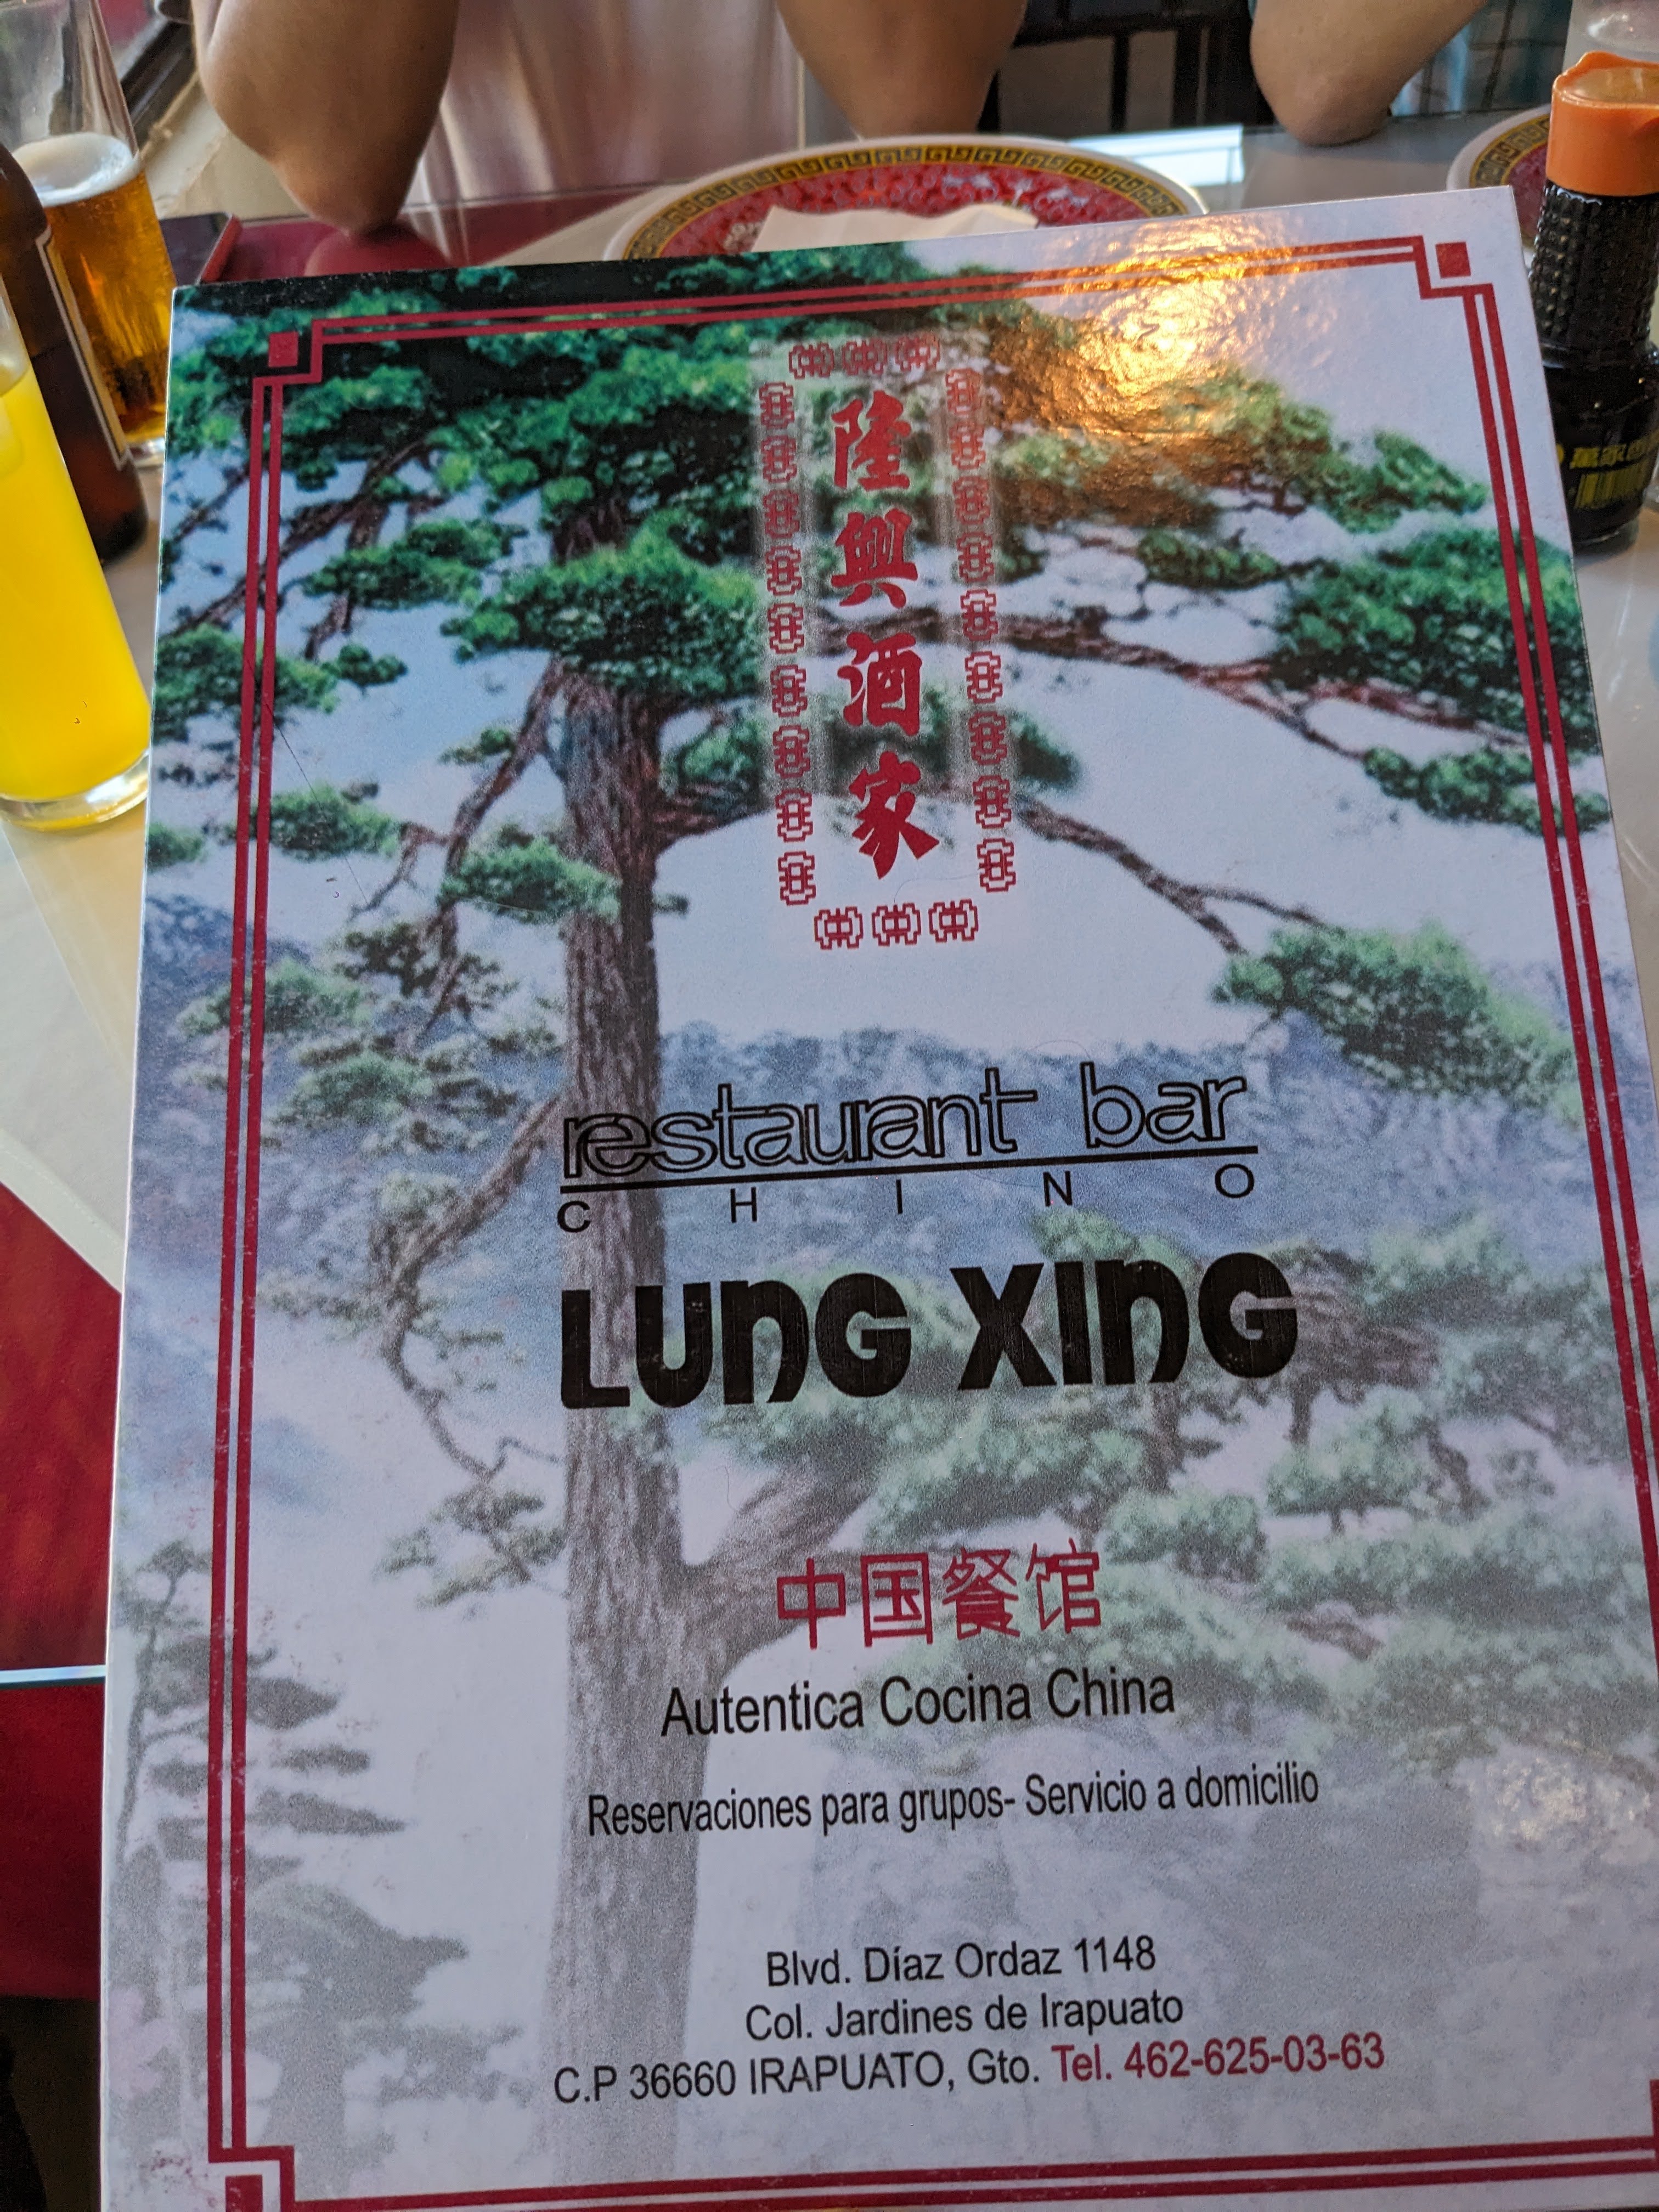 隆興酒家
restaurant bar
CHINO
LUNG XING
中国餐馆
Autentica Cocina China
Reservaciones para grupos- Servicio a domicilio
Blvd. Díaz Ordaz 1148
Col. Jardines de Irapuato
C.P 36660 IRAPUATO, Gto. Tel. 462-625-03-63